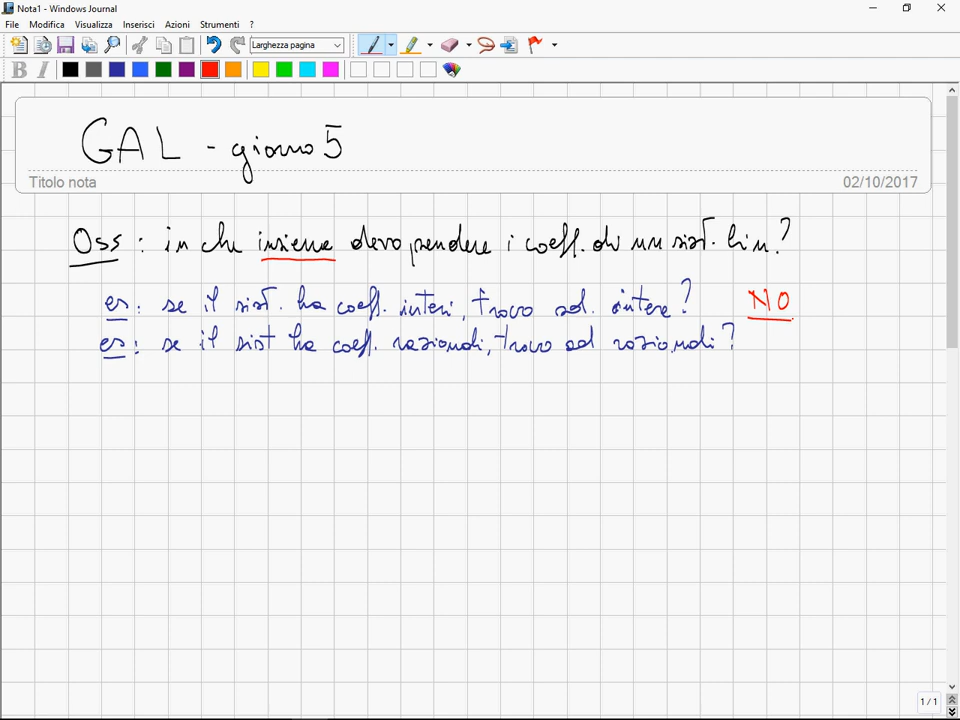 Nota1 - Windows Journal
File Modifica Visualizza Inserisci Azioni Strumenti ?
Larghezza pagina
B I
GAL - giorno 5
Titolo nota 02/10/2017
Oss : in che insieme devo prendere i coeff. di un sist. lin?
es : se il sist. ha coeff. interi, trovo sol. intere? NO
es : se il sist ha coeff. razionali, trovo sol razionali?
1 / 1